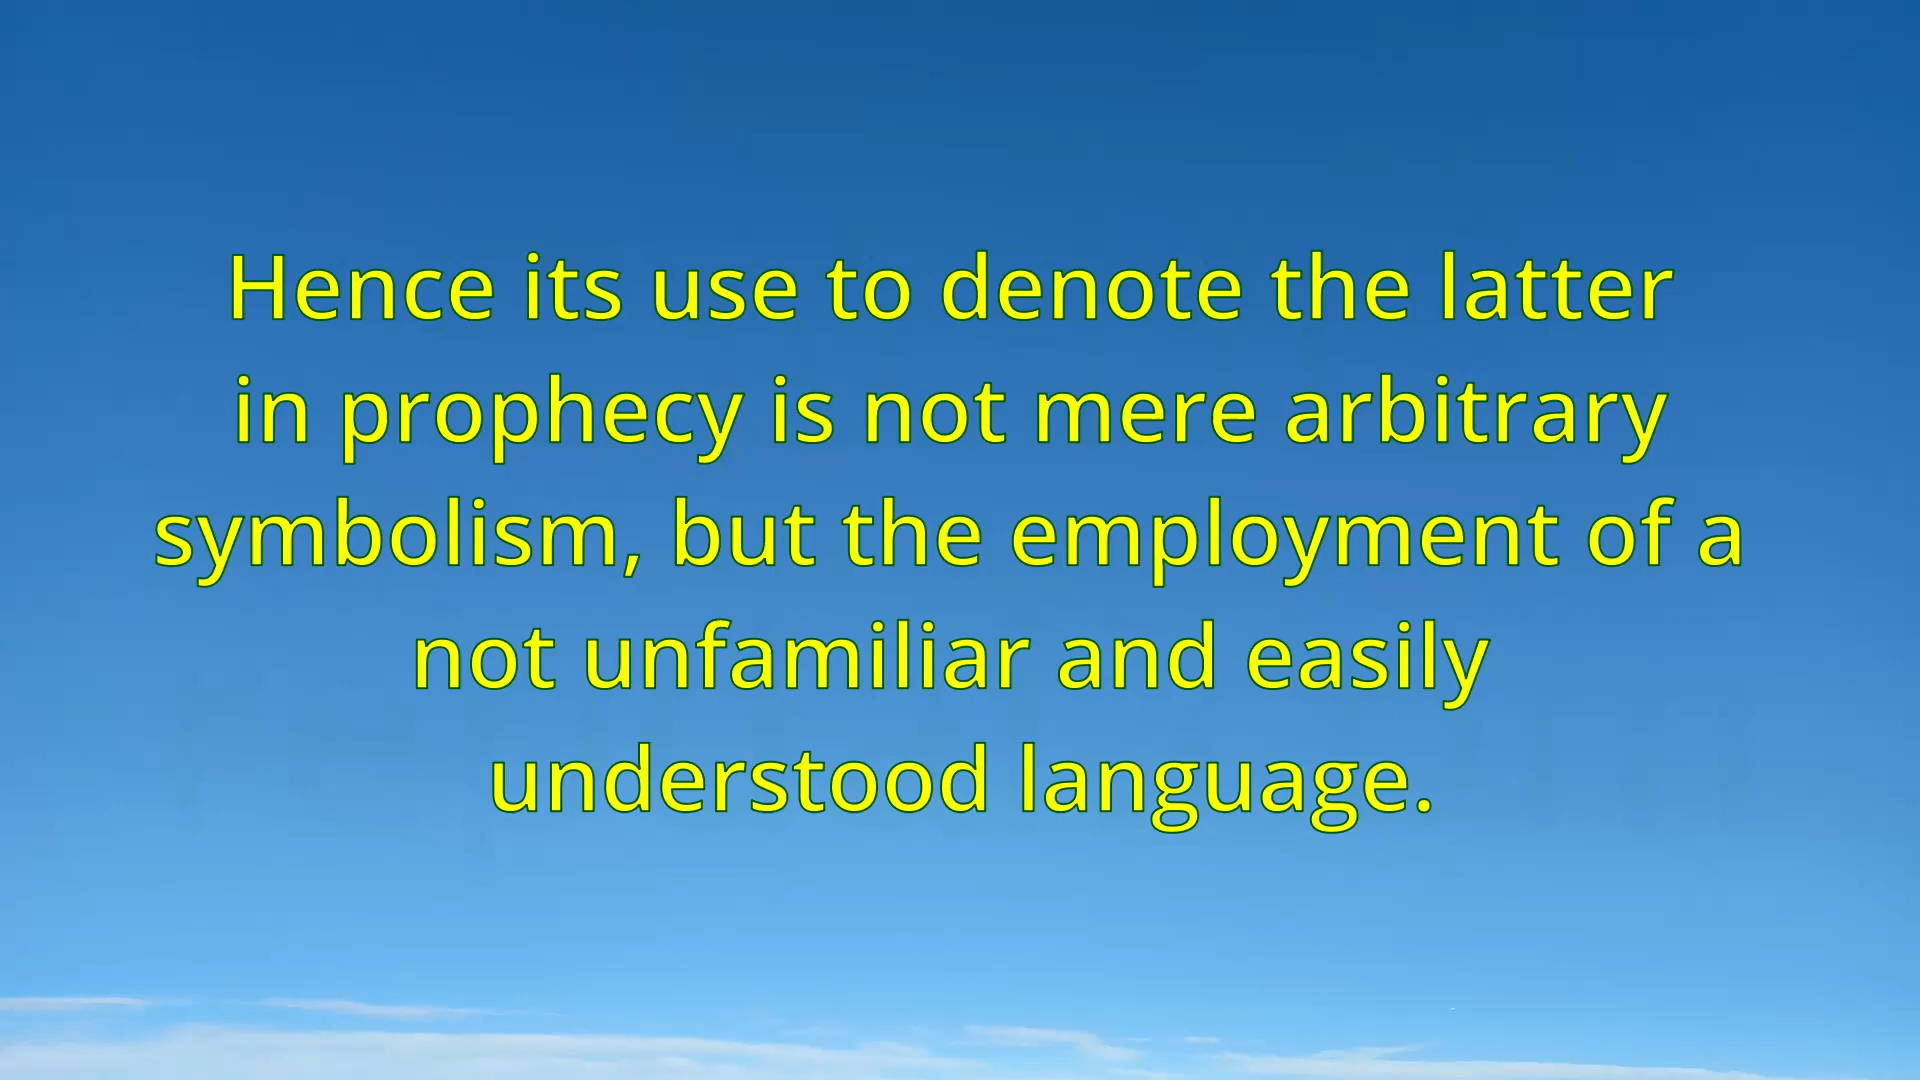 Hence its use to denote the latter
in prophecy is not mere arbitrary
symbolism, but the employment of a
not unfamiliar and easily
understood language.